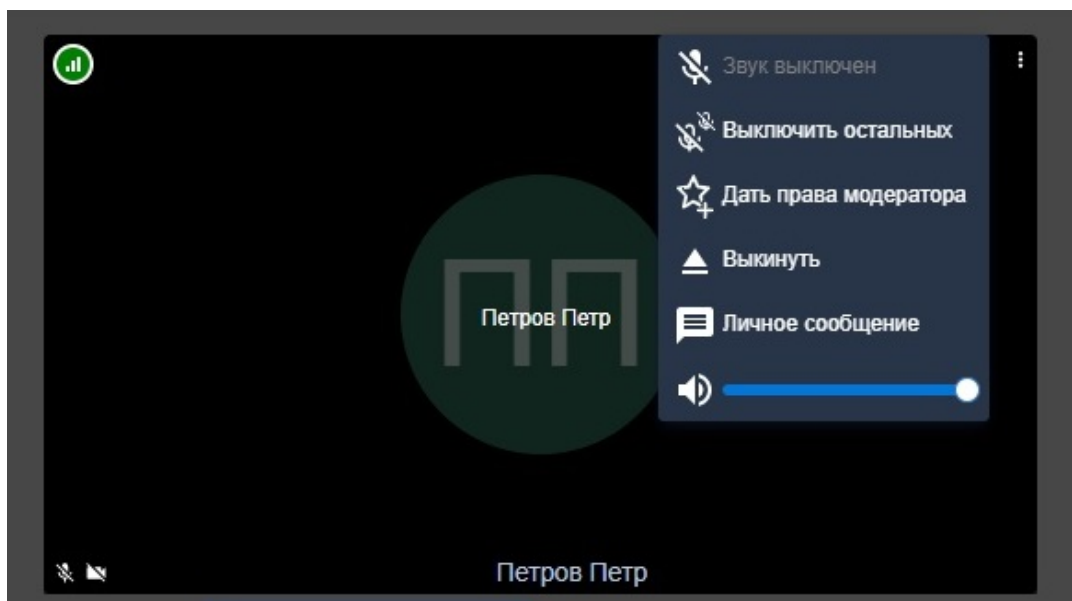 Звук выключен
Выключить остальных
Дать права модератора
Выкинуть
Личное сообщение
ПП
Петров Петр
Петров Петр